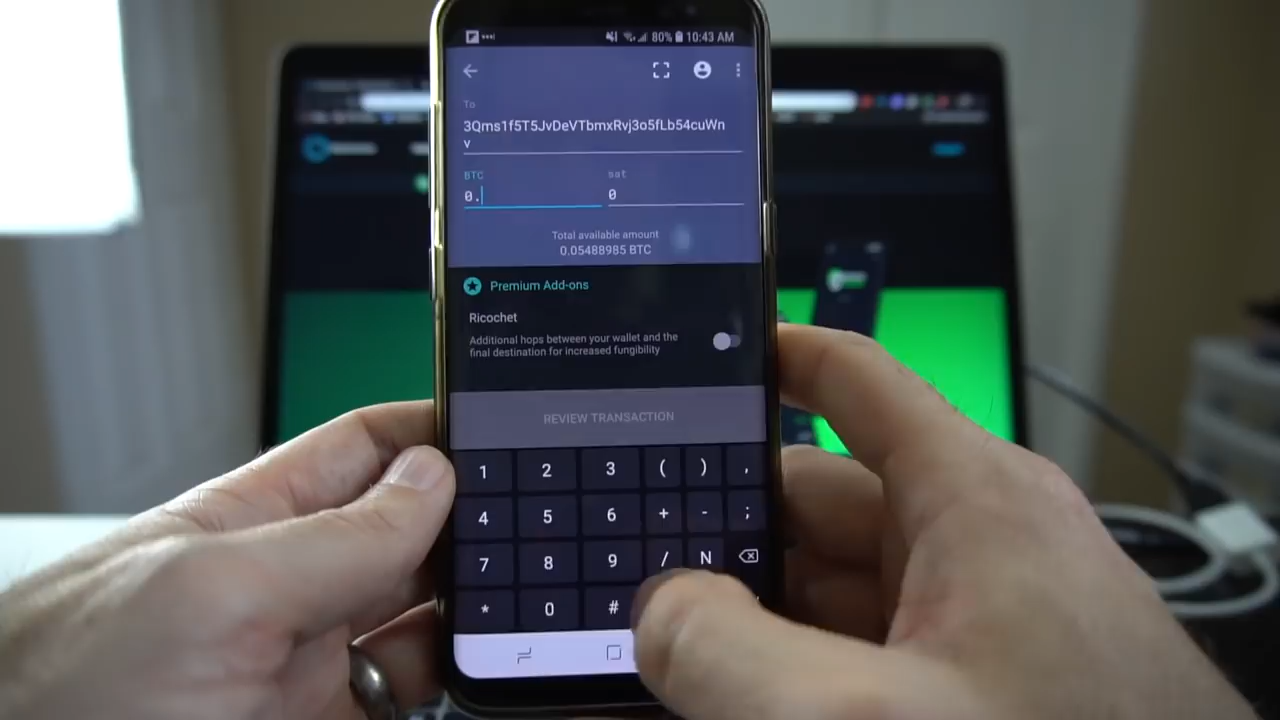 80% 10:43 AM
To
3Qms1f5T5JvDeVTbmxRvj3o5fLb54cuWn
v
BTC sat
0. 0
Total available amount
0.05488985 BTC
Premium Add-ons
Ricochet
Additional hops between your wallet and the
final destination for increased fungibility
REVIEW TRANSACTION
1 2 3 ( ) ,
4 5 6 + - ;
7 8 9 / N
* 0 #